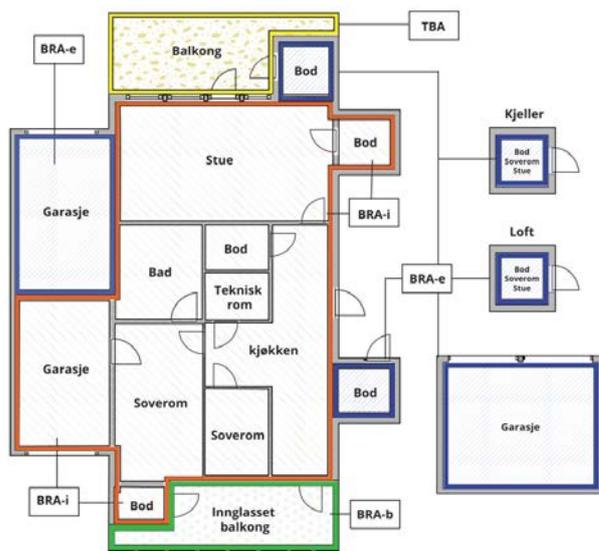 TBA
BRA-e
Balkong
Bod
Kjeller
Bod
Soverom
Stue
Stue
Bod
Garasje
BRA-i
Loft
Bod
Bad
Teknisk
rom
BRA-e
Bod
Soverom
Stue
kjøkken
Garasje
Soverom
Bod
Soverom
Garasje
BRA-i
Bod
Innglasset
balkong
BRA-b